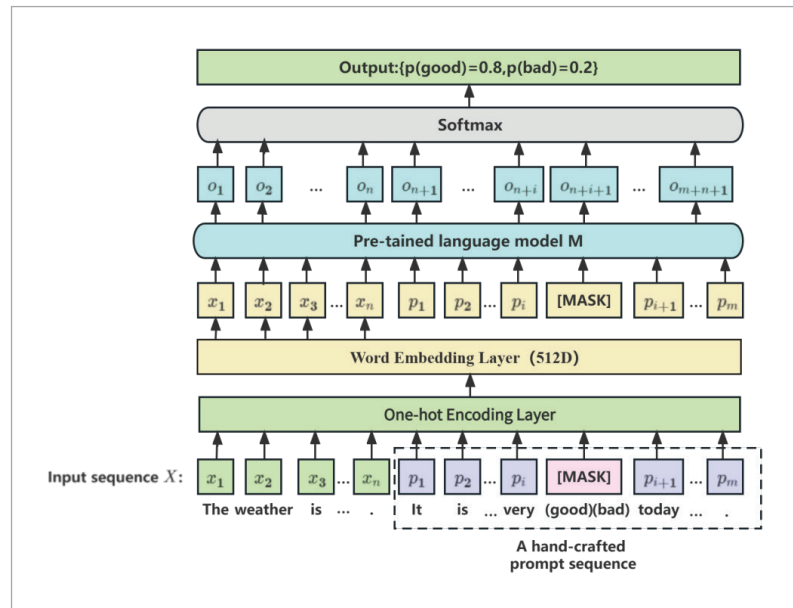 Output:{p(good)=0.8,p(bad)=0.2}
Softmax
o₁ o₂ ... oₙ oₙ₊₁ ... oₙ₊ᵢ oₙ₊ᵢ₊₁ ... oₘ₊ₙ₊₁
Pre-tained language model M
x₁ x₂ x₃ ... xₙ p₁ p₂ ... pᵢ [MASK] pᵢ₊₁ ... pₘ
Word Embedding Layer (512D)
One-hot Encoding Layer
Input sequence X: x₁ x₂ x₃ ... xₙ p₁ p₂ ... pᵢ [MASK] pᵢ₊₁ ... pₘ
The weather is ... . It is ... very (good)(bad) today ... .
A hand-crafted
prompt sequence